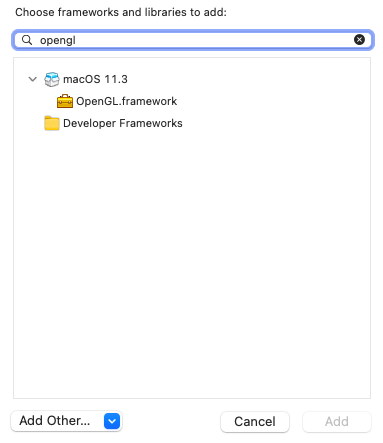 Choose frameworks and libraries to add:
opengl
macOS 11.3
OpenGL.framework
Developer Frameworks
Add Other...
Cancel
Add